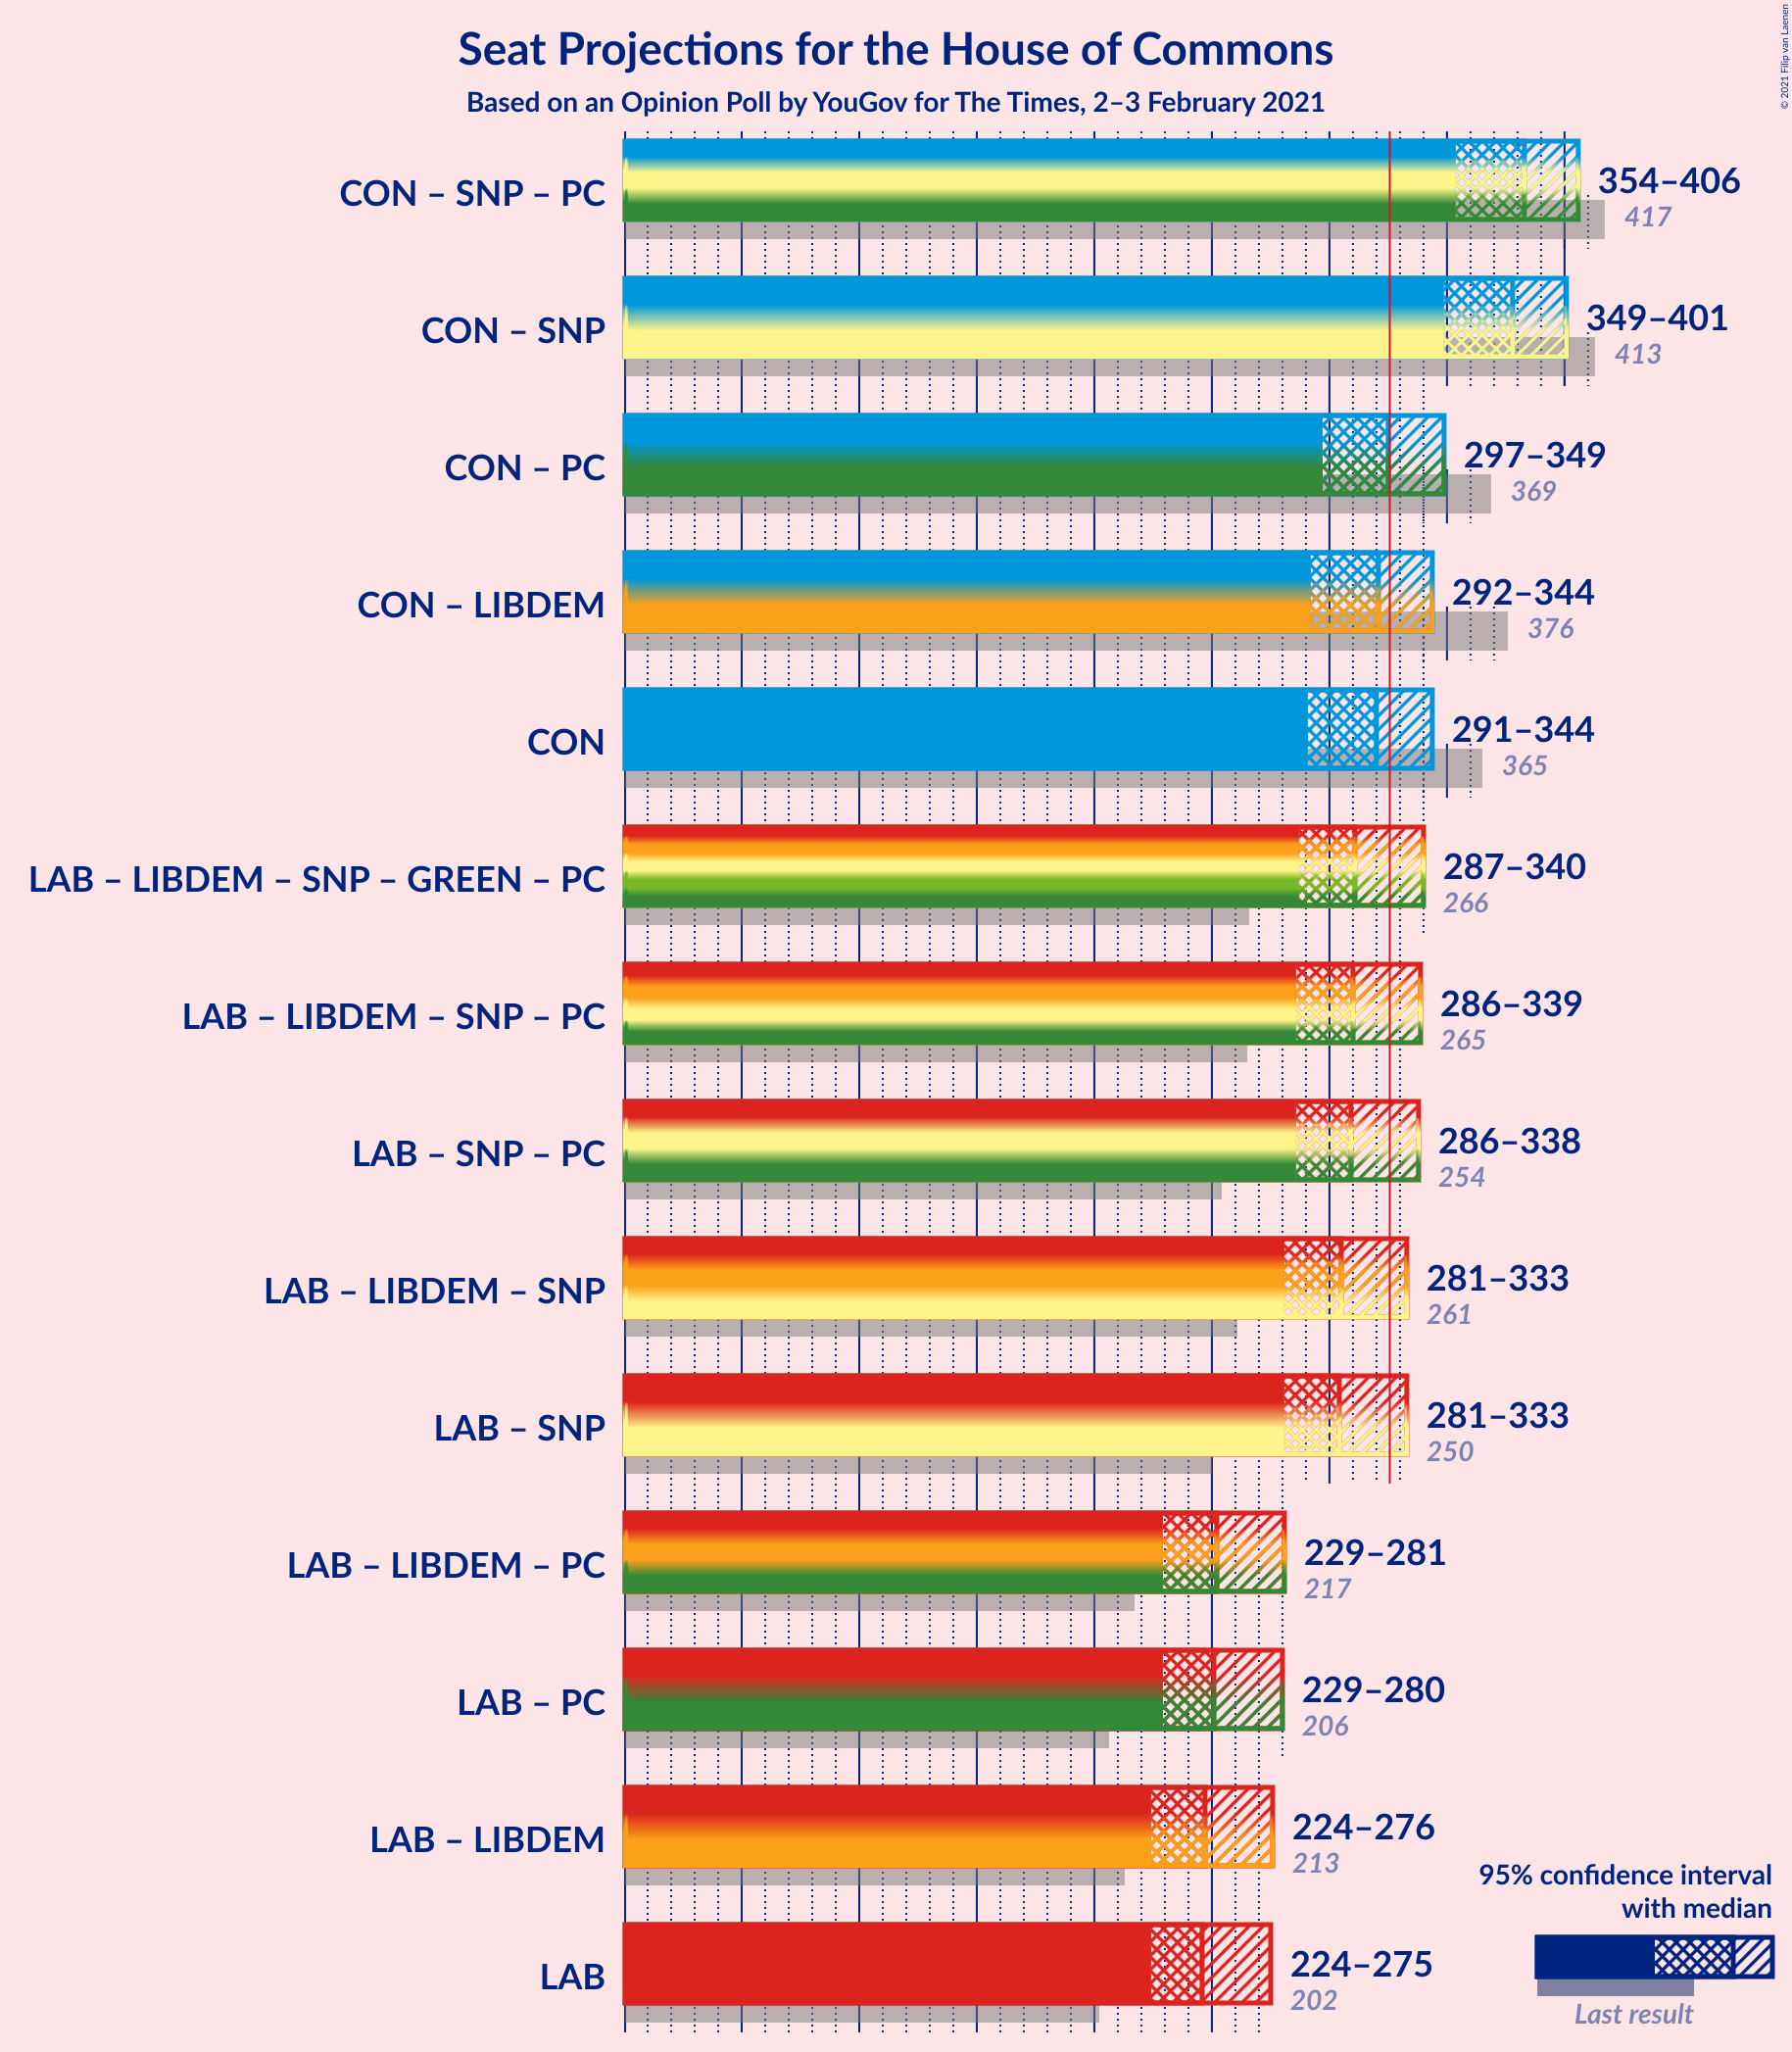 Seat Projections for the House of Commons
Based on an Opinion Poll by YouGov for The Times, 2–3 February 2021
© 2021 Filip van Laenen
CON – SNP – PC
354–406
417
CON – SNP
349–401
413
CON – PC
297–349
369
CON – LIBDEM
292–344
376
CON
291–344
365
LAB – LIBDEM – SNP – GREEN – PC
287–340
266
LAB – LIBDEM – SNP – PC
286–339
265
LAB – SNP – PC
286–338
254
LAB – LIBDEM – SNP
281–333
261
LAB – SNP
281–333
250
LAB – LIBDEM – PC
229–281
217
LAB – PC
229–280
206
LAB – LIBDEM
224–276
213
LAB
224–275
202
95% confidence interval
with median
Last result